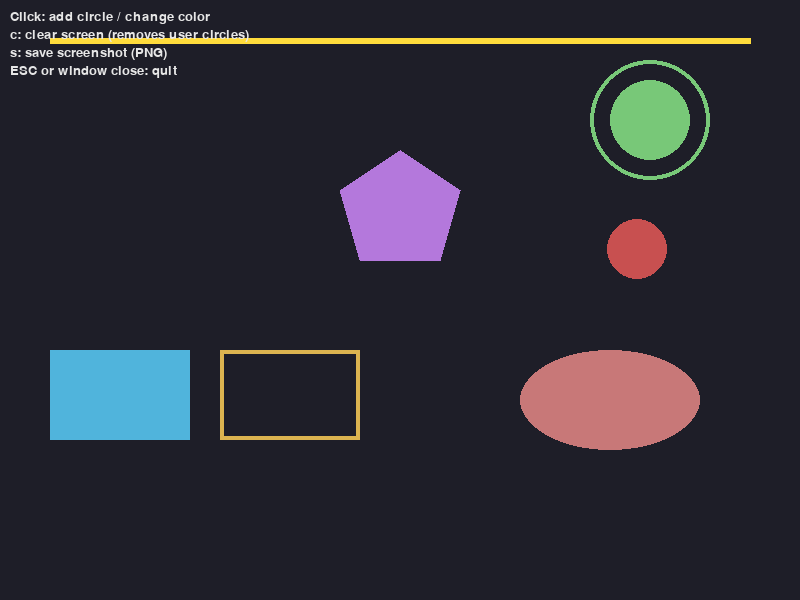 Click: add circle / change color
c: clear screen (removes user circles)
s: save screenshot (PNG)
ESC or window close: quit